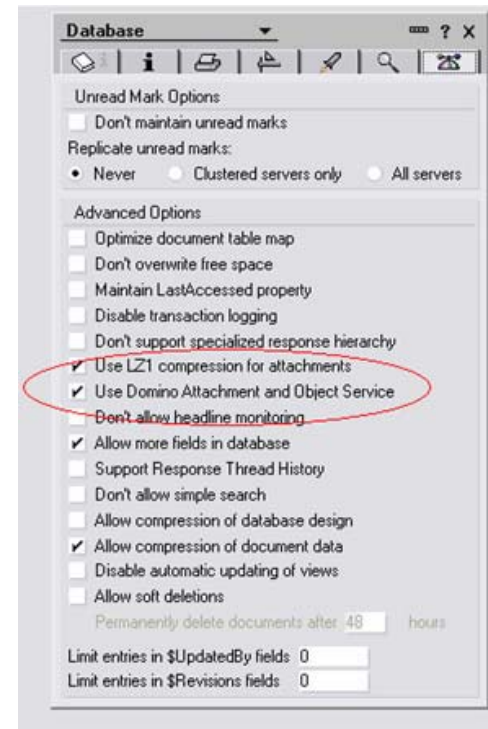 Database ? X
i
Unread Mark Options
Don't maintain unread marks
Replicate unread marks:
Never Clustered servers only All servers
Advanced Options
Optimize document table map
Don't overwrite free space
Maintain LastAccessed property
Disable transaction logging
Don't support specialized response hierarchy
Use LZ1 compression for attachments
Use Domino Attachment and Object Service
Don't allow headline monitoring
Allow more fields in database
Support Response Thread History
Don't allow simple search
Allow compression of database design
Allow compression of document data
Disable automatic updating of views
Allow soft deletions
Permanently delete documents after 48 hours
Limit entries in $UpdatedBy fields 0
Limit entries in $Revisions fields 0